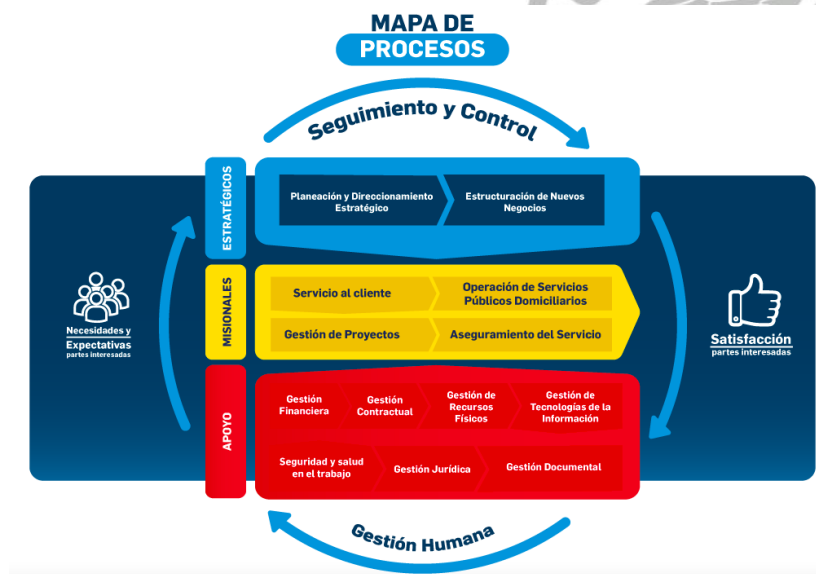 MAPA DE
PROCESOS
Seguimiento y Control
ESTRATÉGICOS
Planeación y Direccionamiento
Estratégico
Estructuración de Nuevos
Negocios
Necesidades y
Expectativas
partes interesadas
MISIONALES
Servicio al cliente
Operación de Servicios
Públicos Domiciliarios
Gestión de Proyectos
Aseguramiento del Servicio
Satisfacción
partes interesadas
APOYO
Gestión
Financiera
Gestión
Contractual
Gestión de
Recursos
Físicos
Gestión de
Tecnologías de la
Información
Seguridad y salud
en el trabajo
Gestión Jurídica
Gestión Documental
Gestión Humana